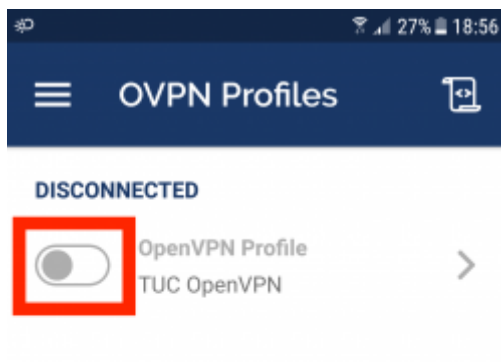 27% 18:56
OVPN Profiles
DISCONNECTED
OpenVPN Profile
TUC OpenVPN